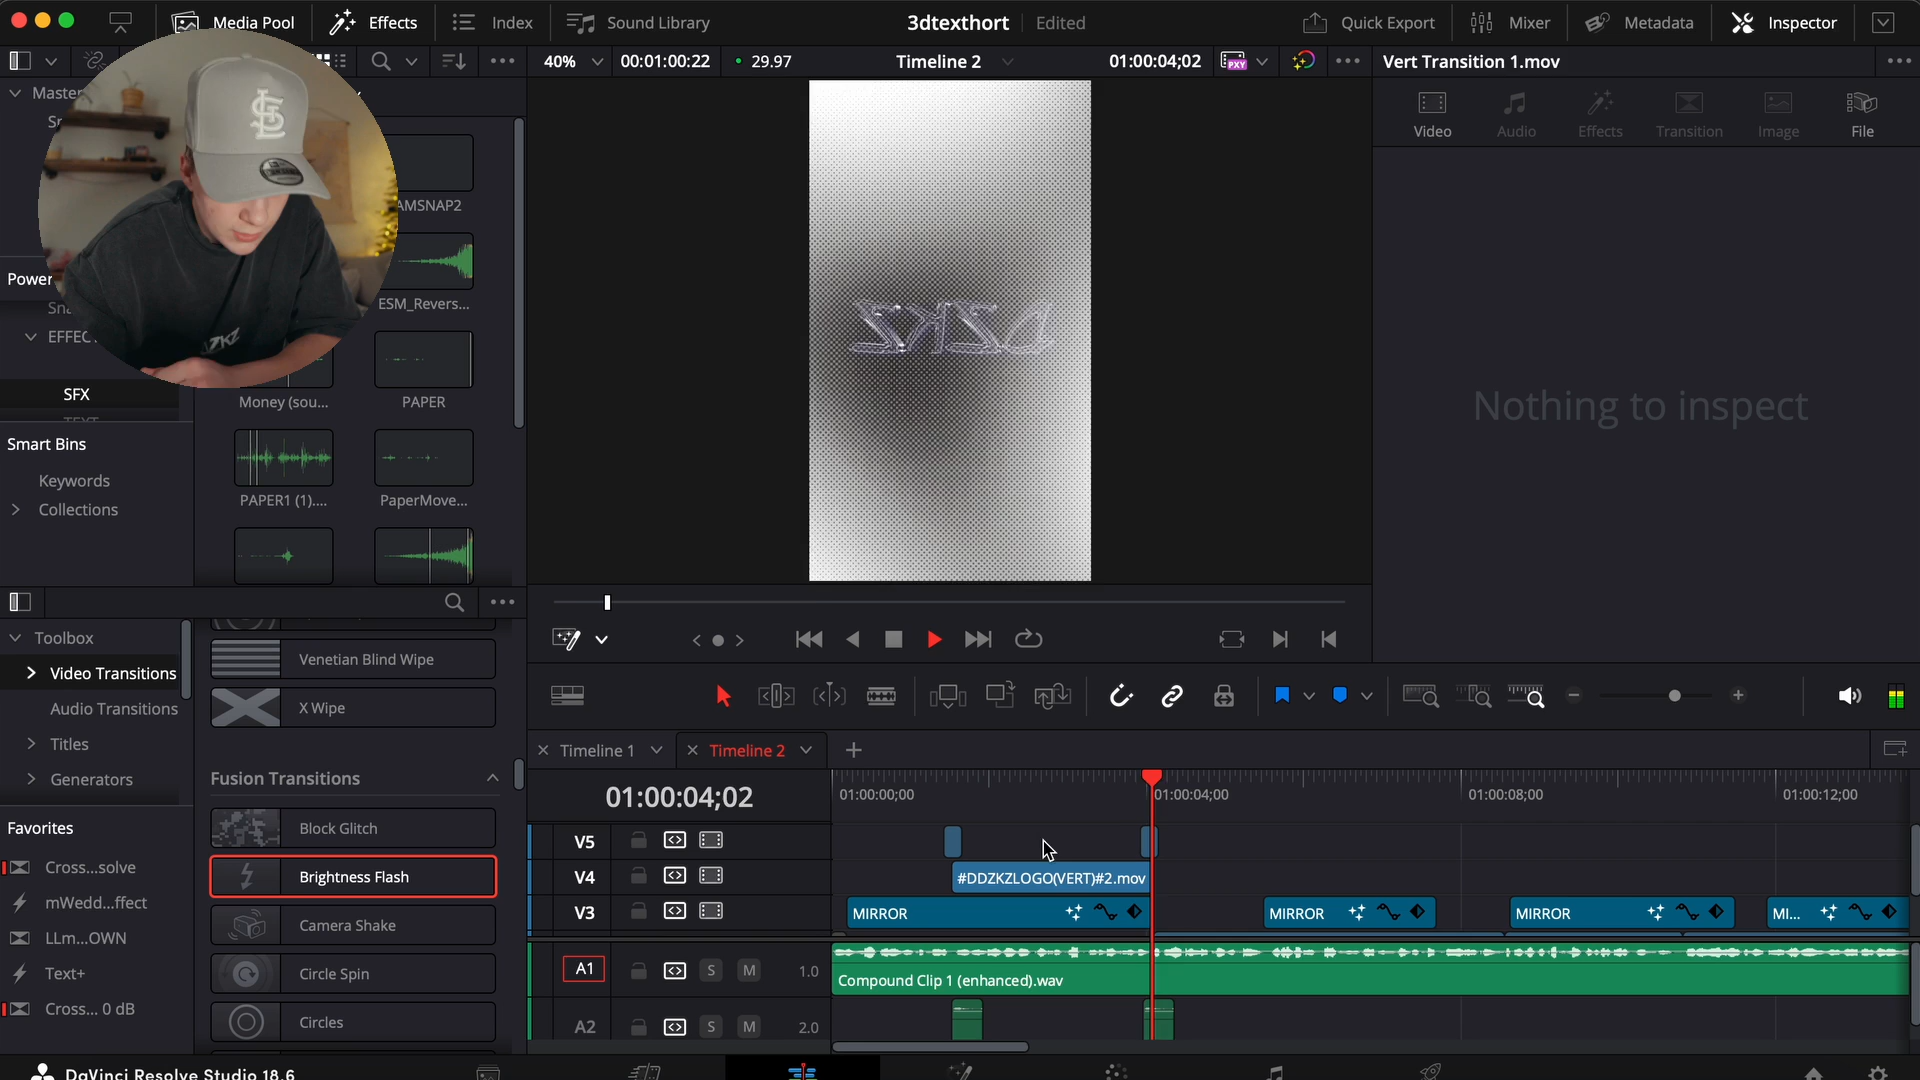 Media Pool
Effects
Index
Sound Library
3dtexthort
Edited
Quick Export
Mixer
Metadata
Inspector
40%
00:01:00:22
29.97
Timeline 2
01:00:04;02
PXY
Vert Transition 1.mov
Video
Audio
Effects
Transition
Image
File
Nothing to inspect
Master
AMSNAP2
ESM_Revers...
Power
EFFEC
SFX
Money (sou...
PAPER
Smart Bins
Keywords
Collections
PAPER1 (1)....
PaperMove...
Toolbox
Video Transitions
Audio Transitions
Titles
Generators
Favorites
Cross...solve
mWedd...ffect
LLm...OWN
Text+
Cross... 0 dB
Venetian Blind Wipe
X Wipe
Fusion Transitions
Block Glitch
Brightness Flash
Camera Shake
Circle Spin
Circles
Timeline 1
Timeline 2
01:00:04;02
01:00:00;00
01:00:04;00
01:00:08;00
01:00:12;00
V5
V4
#DDZKZLOGO(VERT)#2.mov
V3
MIRROR
MIRROR
MIRROR
MI...
A1
S
M
1.0
Compound Clip 1 (enhanced).wav
A2
S
M
2.0
DaVinci Resolve Studio 18.6